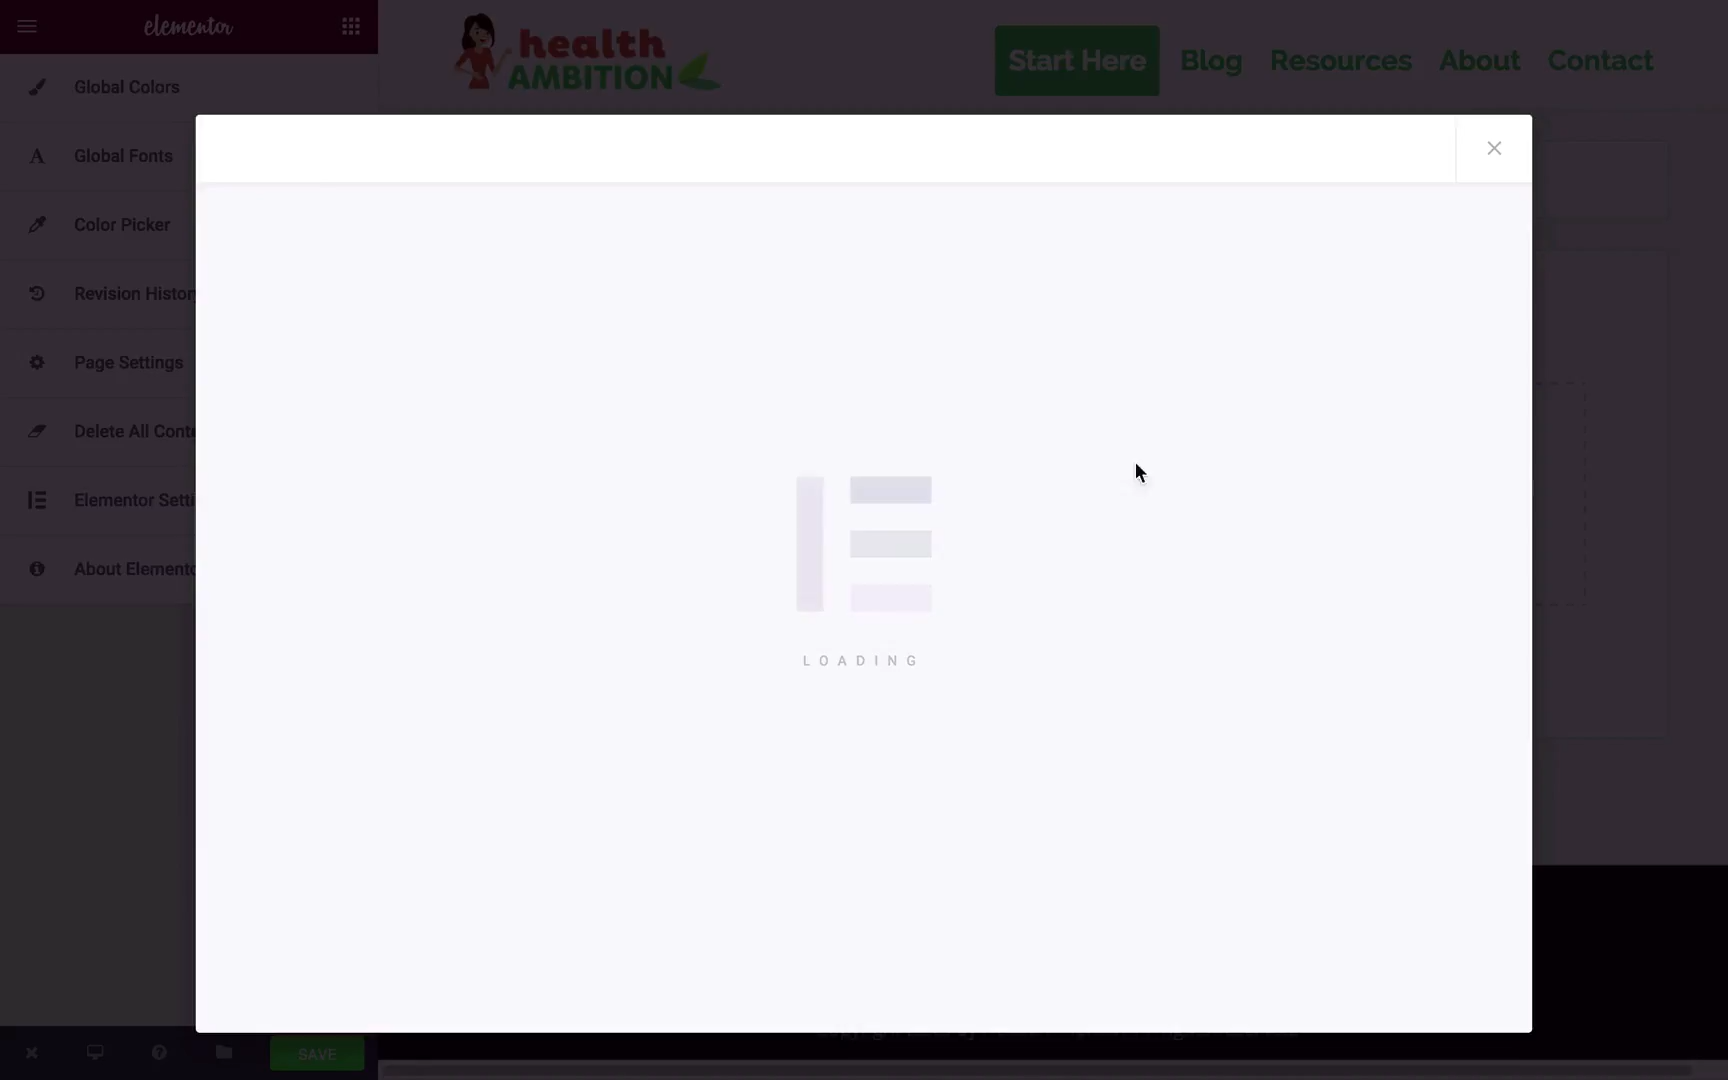 elementor
health
AMBITION
Start Here
Blog
Resources
About
Contact
Global Colors
Global Fonts
Color Picker
Revision History
Page Settings
Delete All Conte
Elementor Setti
About Elemento
LOADING
SAVE